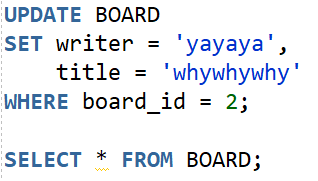 UPDATE BOARD
SET writer = 'yayaya',
title = 'whywhywhy'
WHERE board_id = 2;
SELECT * FROM BOARD;